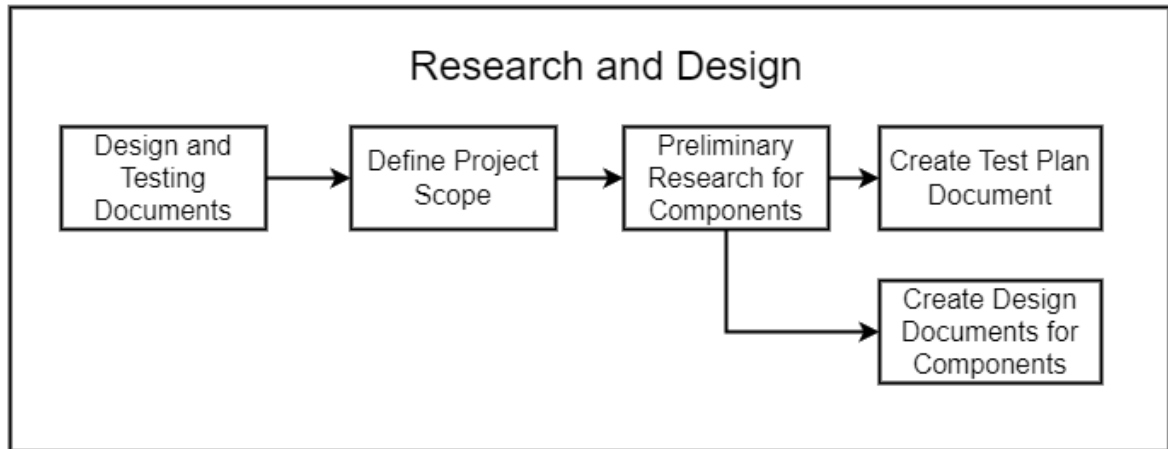 Research and Design
Design and
Testing
Documents
Define Project
Scope
Preliminary
Research for
Components
Create Test Plan
Document
Create Design
Documents for
Components